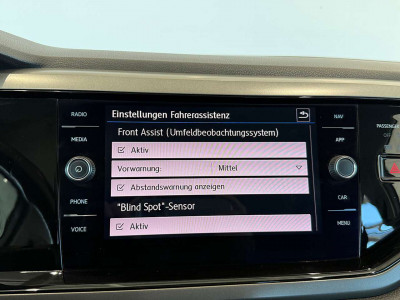 RADIO
MEDIA
PHONE
VOICE
Einstellungen Fahrerassistenz
Front Assist (Umfeldbeobachtungssystem)
Aktiv
Vorwarnung: Mittel
Abstandswarnung anzeigen
"Blind Spot"-Sensor
Aktiv
NAV
APP
CAR
MENU
PASSENGER